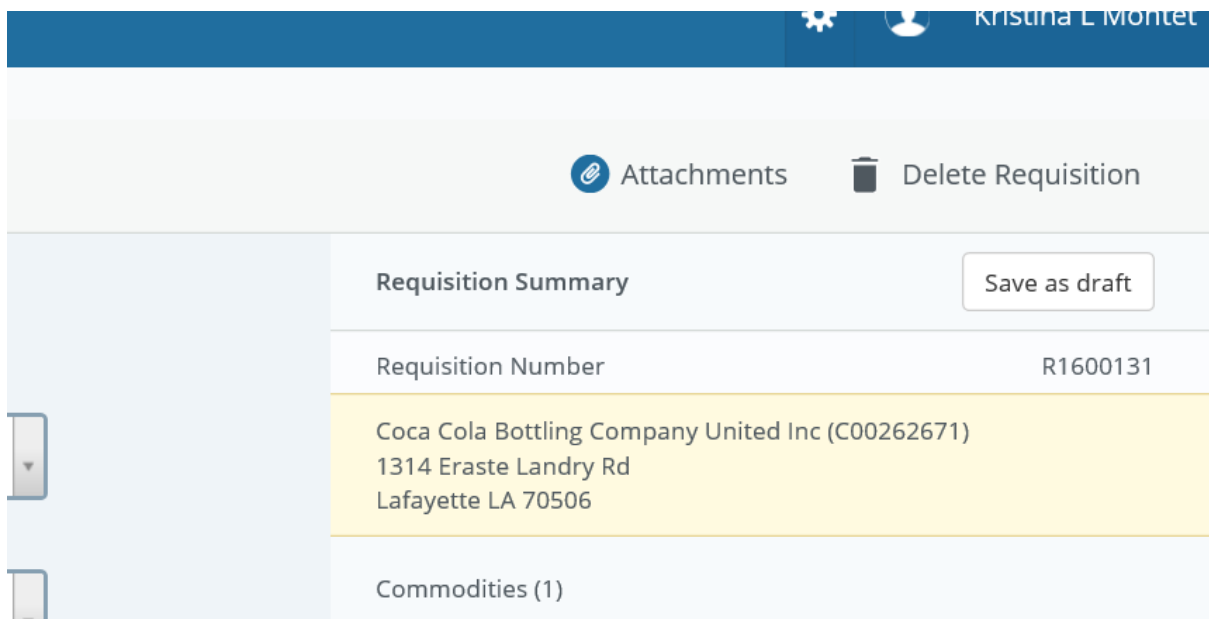 Kristina L Montet
Attachments Delete Requisition
Requisition Summary Save as draft
Requisition Number R1600131
Coca Cola Bottling Company United Inc (C00262671)
1314 Eraste Landry Rd
Lafayette LA 70506
Commodities (1)